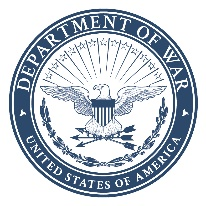 DEPARTMENT OF WAR
UNITED STATES OF AMERICA